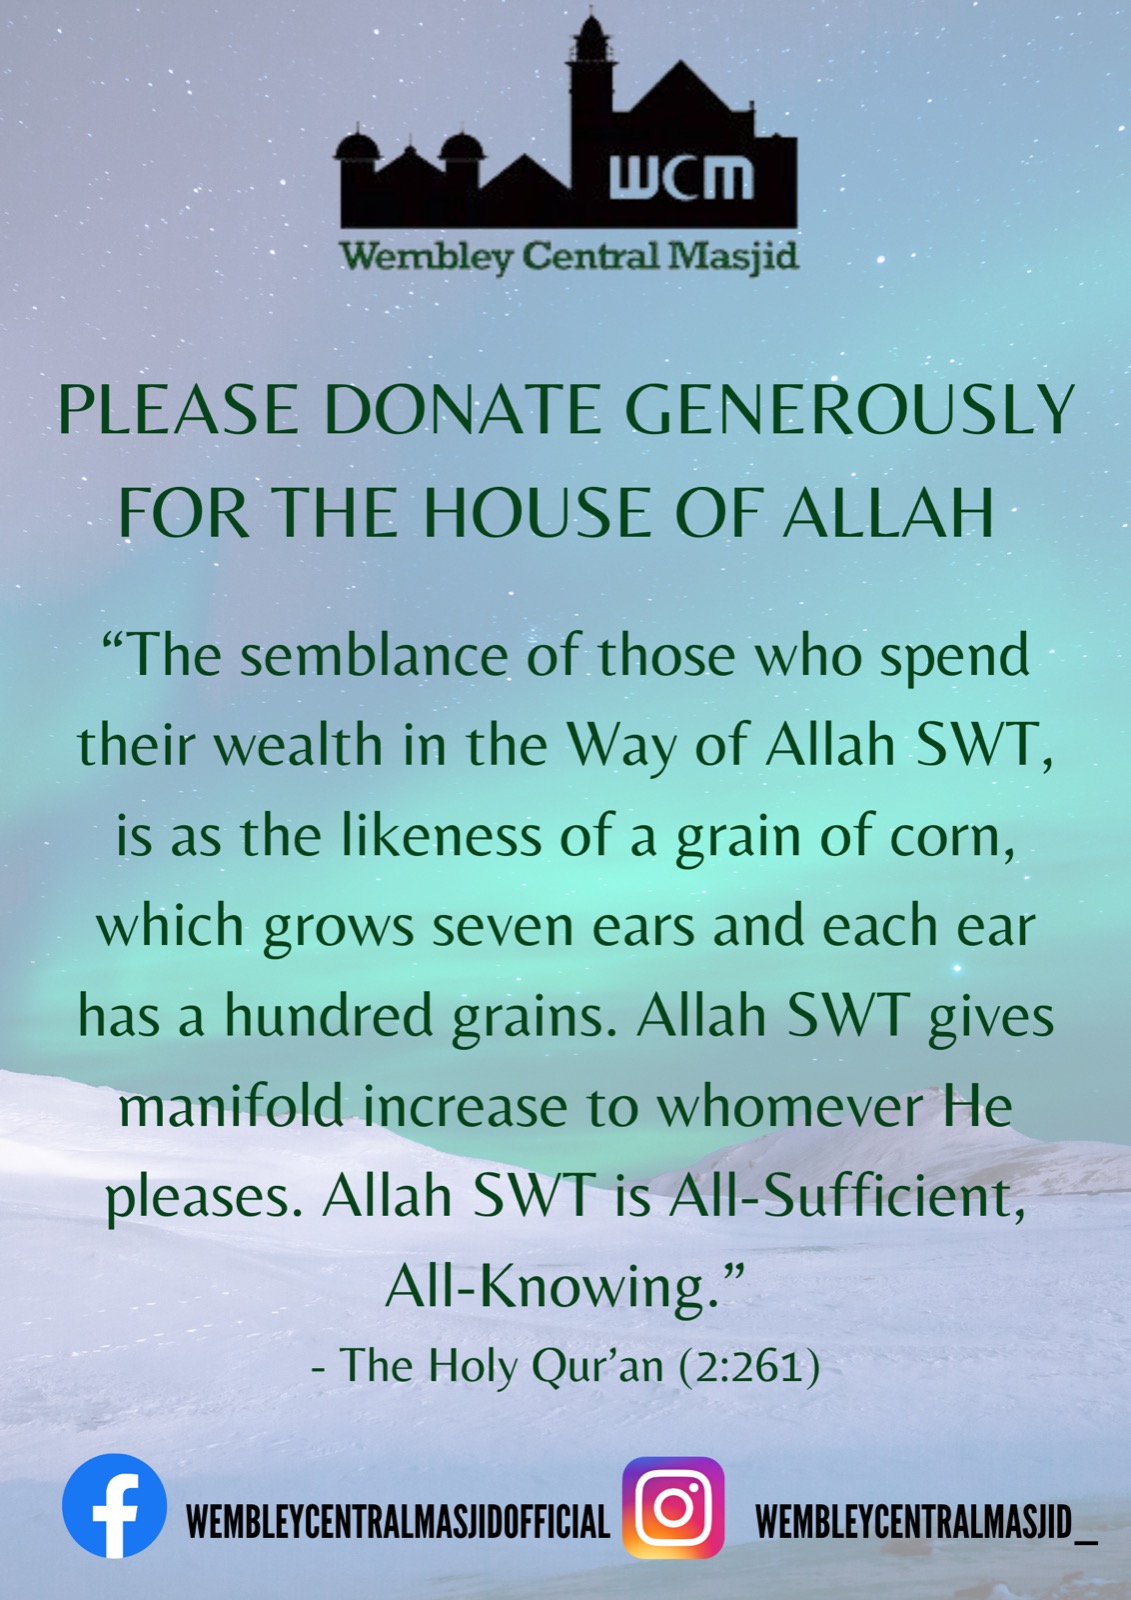 WCM
Wembley Central Masjid
PLEASE DONATE GENEROUSLY
FOR THE HOUSE OF ALLAH
“The semblance of those who spend
their wealth in the Way of Allah SWT,
is as the likeness of a grain of corn,
which grows seven ears and each ear
has a hundred grains. Allah SWT gives
manifold increase to whomever He
pleases. Allah SWT is All-Sufficient,
All-Knowing.”
- The Holy Qur’an (2:261)
WEMBLEYCENTRALMASJIDOFFICIAL WEMBLEYCENTRALMASJID_